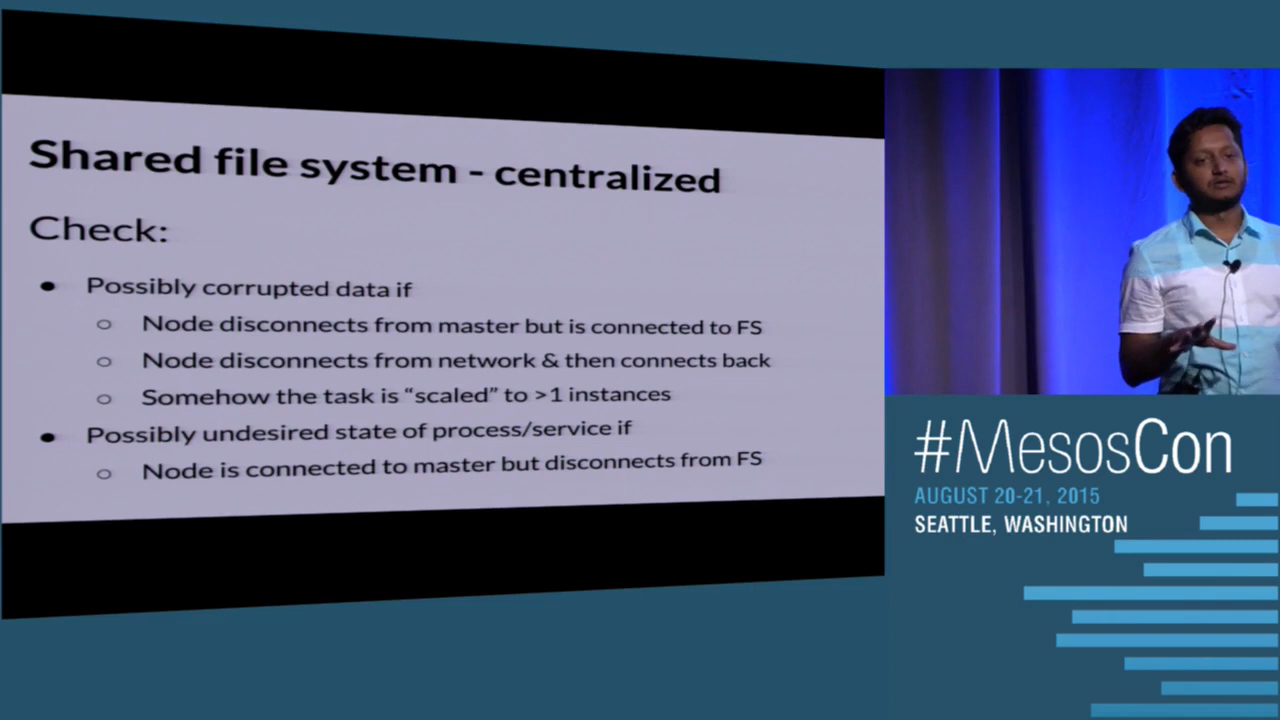 Shared file system - centralized
Check:
● Possibly corrupted data if
○ Node disconnects from master but is connected to FS
○ Node disconnects from network & then connects back
○ Somehow the task is “scaled” to >1 instances
● Possibly undesired state of process/service if
○ Node is connected to master but disconnects from FS
#MesosCon
AUGUST 20-21, 2015
SEATTLE, WASHINGTON